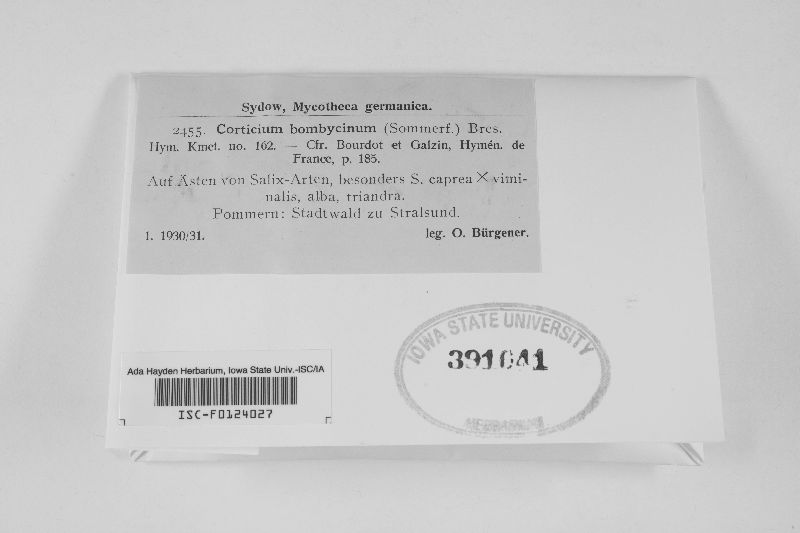 Sydow, Mycotheca germanica.
2455. Corticium bombycinum (Sommerf.) Bres.
Hym. Kmet. no. 162. — Cfr. Bourdot et Galzin, Hymén. de
France, p. 185.
Auf Ästen von Salix-Arten, besonders S. caprea × vimi-
nalis, alba, triandra.
Pommern: Stadtwald zu Stralsund.
1. 1930/31. leg. O. Bürgener.
IOWA STATE UNIVERSITY
391041
HERBARIUM
Ada Hayden Herbarium, Iowa State Univ.-ISC/IA
ISC-F0124027